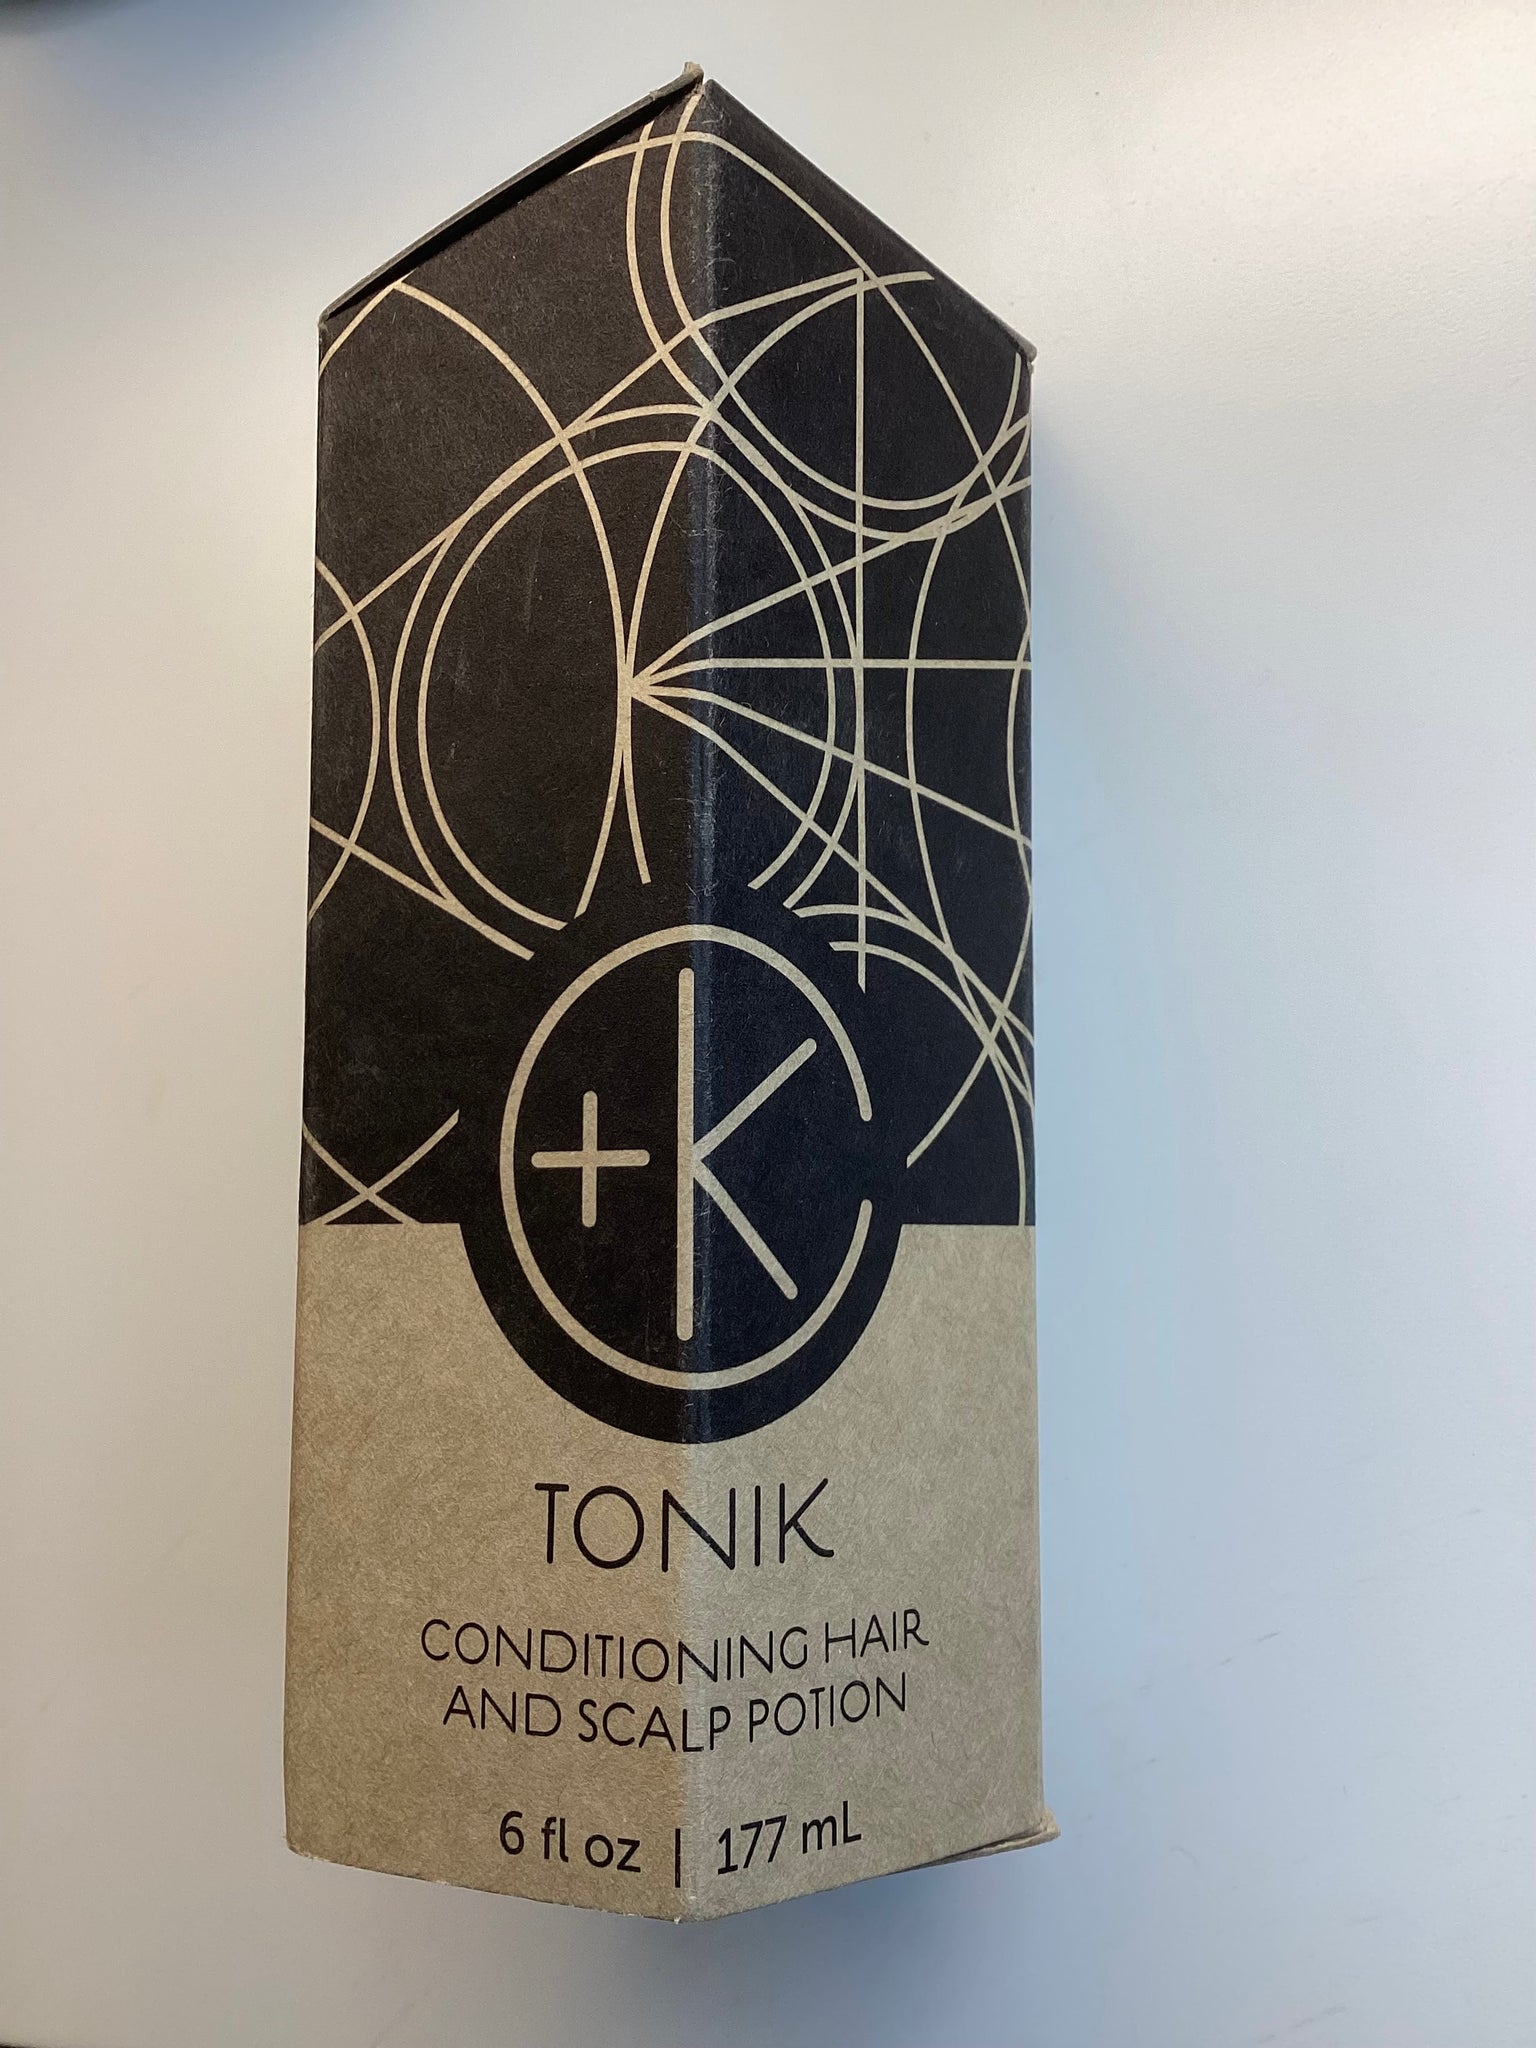 +K
TONIK
CONDITIONING HAIR
AND SCALP POTION
6 fl oz | 177 mL